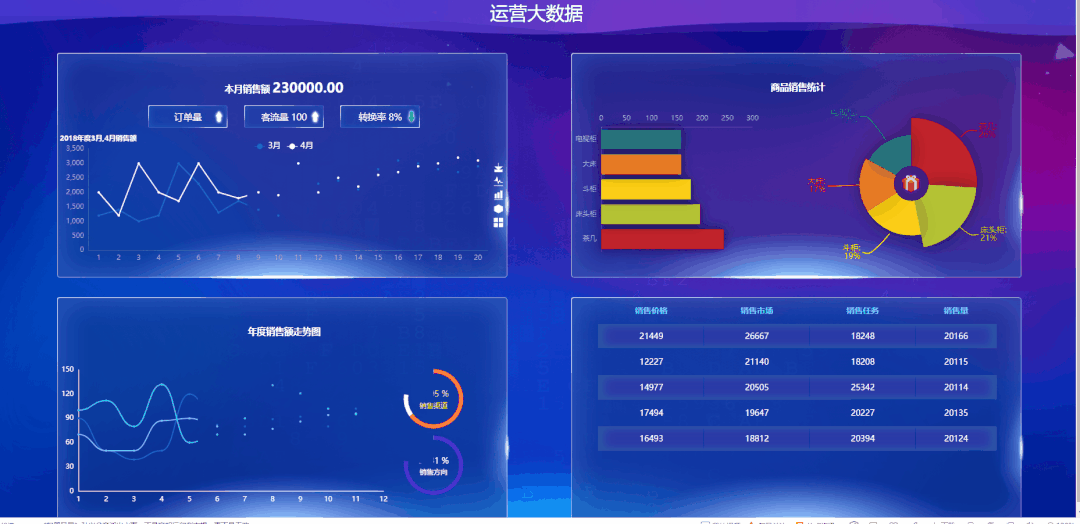 运营大数据
本月销售额 230000.00
订单量
客流量 100
转换率 8%
2018年度3月,4月销售额
3月 4月
3,500
3,000
2,500
2,000
1,500
1,000
500
0
1 2 3 4 5 6 7 8 9 10 11 12 13 14 15 16 17 18 19 20
商品销售统计
0 50 100 150 200 250 300
电视柜
大床
斗柜
床头柜
茶几
床头柜:
21%
斗柜:
19%
年度销售额走势图
150
120
90
60
30
0
1 2 3 4 5 6 7 8 9 10 11 12
5 %
销售渠道
1 %
销售方向
销售价格 销售市场 销售任务 销售量
21449 26667 18248 20166
12227 21140 18208 20115
14977 20505 25342 20114
17494 19647 20227 20135
16493 18812 20394 20124